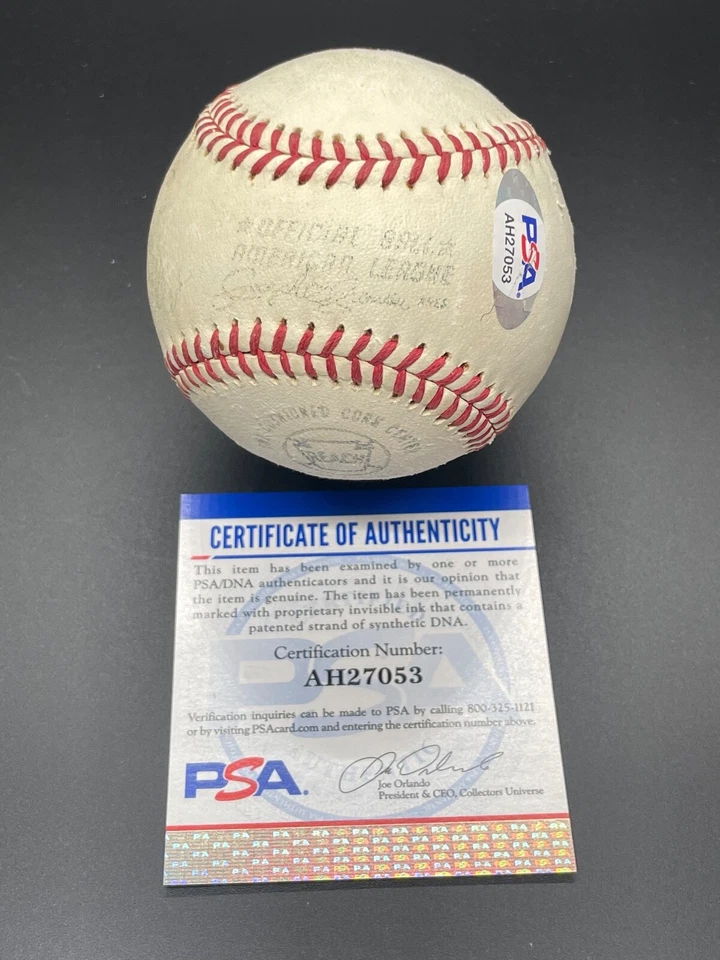 ☆ OFFICIAL BALL ☆
AMERICAN LEAGUE
PRES
CUSHIONED CORK CENTER
REACH
PSA
AH27053
CERTIFICATE OF AUTHENTICITY
This item has been examined by one or more
PSA/DNA authenticators and it is our opinion that
the item is genuine. The item has been permanently
marked with proprietary invisible ink that contains a
patented strand of synthetic DNA.
Certification Number:
AH27053
Verification inquiries can be made to PSA by calling 800-325-1121
or by visiting PSAcard.com and entering the certification number above.
PSA.
Joe Orlando
President & CEO, Collectors Universe